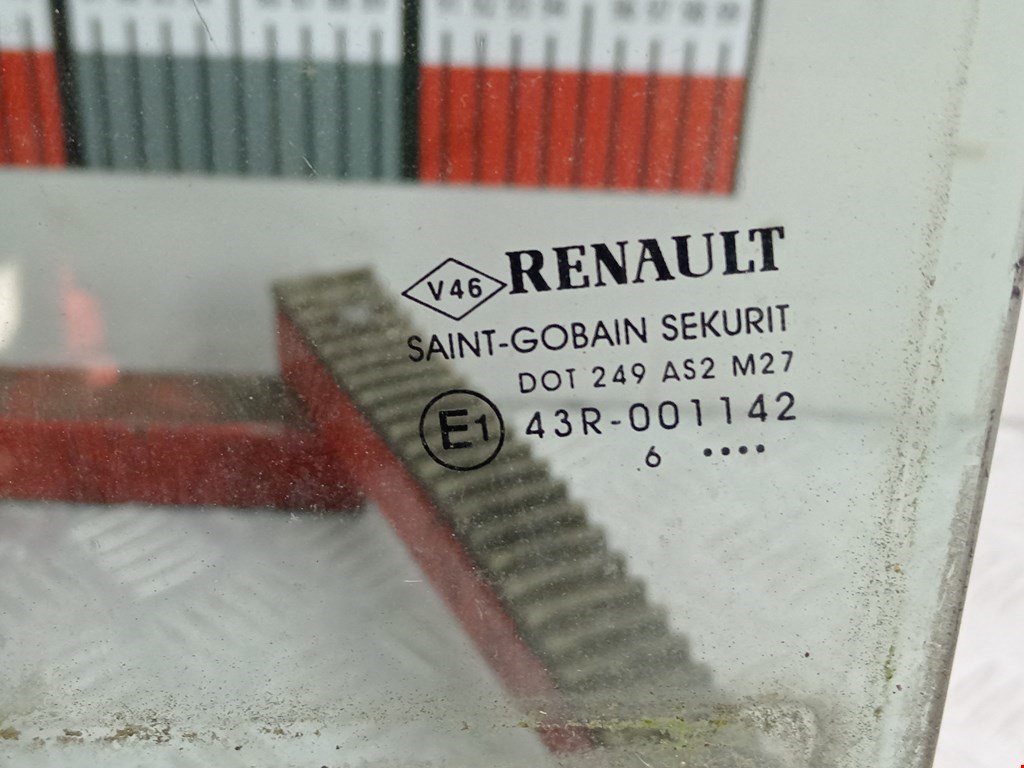 V46 RENAULT
SAINT-GOBAIN SEKURIT
DOT 249 AS2 M27
E1 43R-001142
6 ....